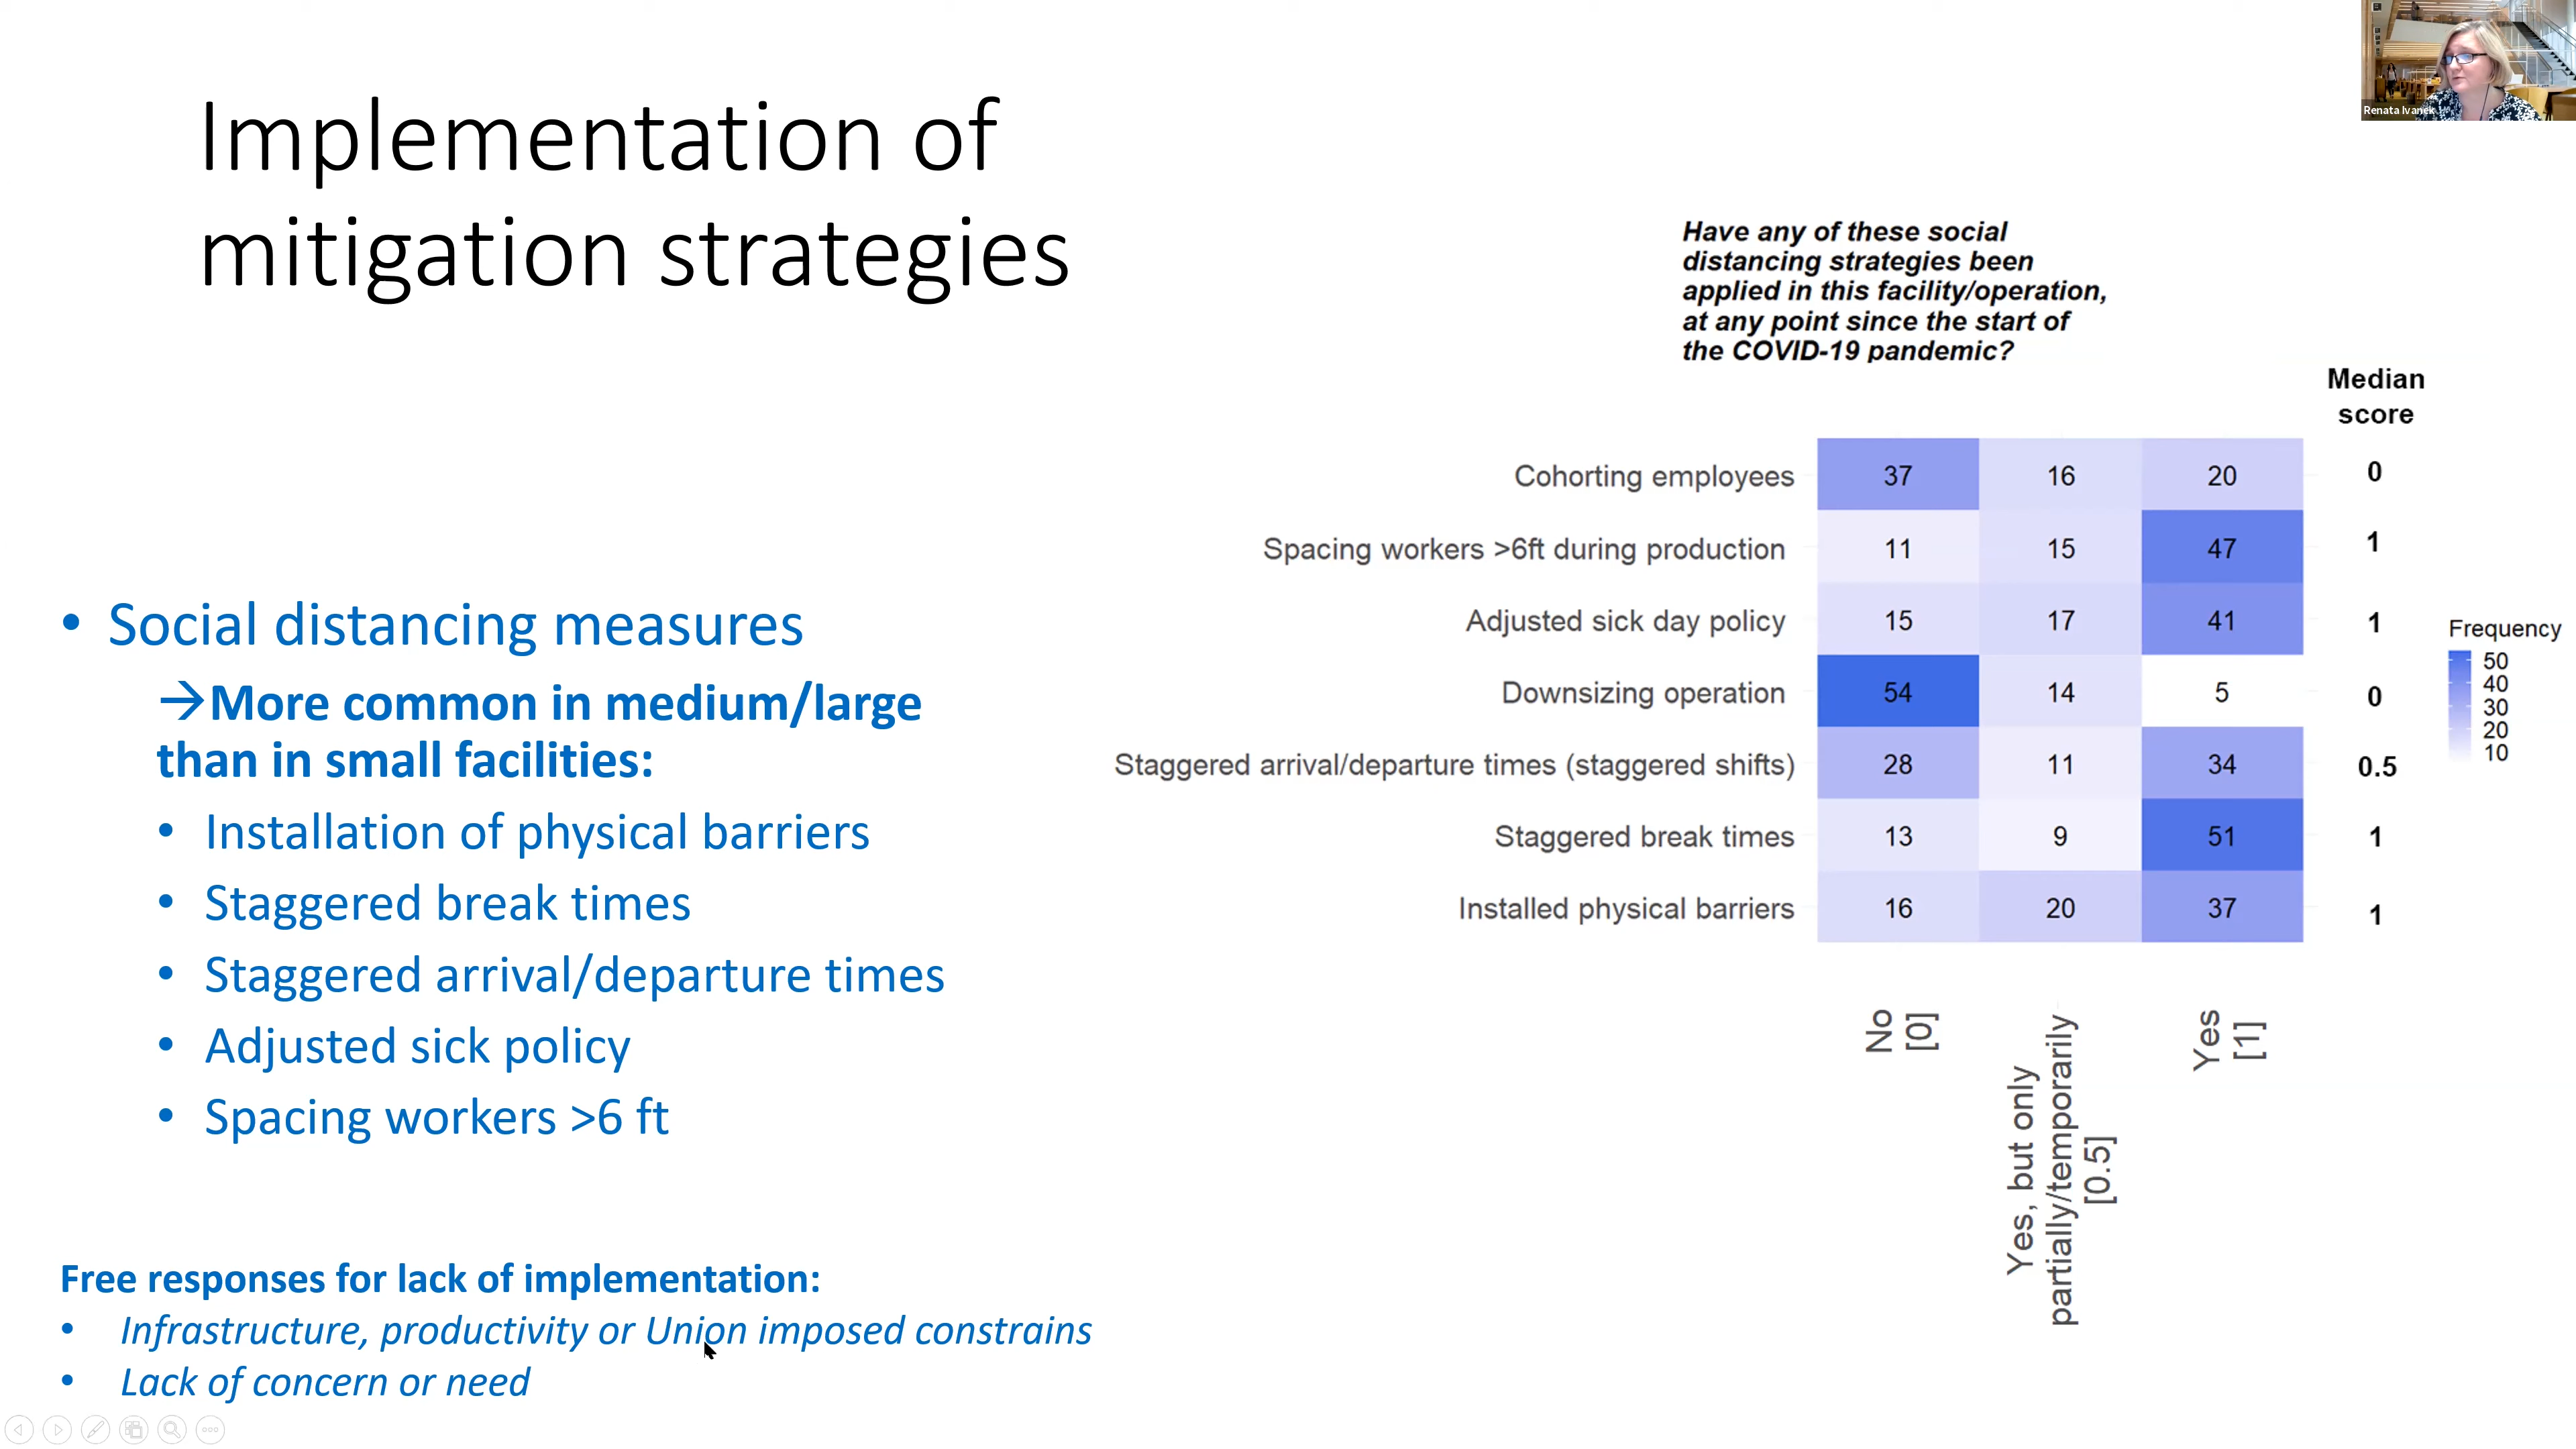 Implementation of
mitigation strategies
• Social distancing measures
→More common in medium/large
than in small facilities:
• Installation of physical barriers
• Staggered break times
• Staggered arrival/departure times
• Adjusted sick policy
• Spacing workers >6 ft
Free responses for lack of implementation:
• Infrastructure, productivity or Union imposed constrains
• Lack of concern or need
Renata Ivanek
Have any of these social
distancing strategies been
applied in this facility/operation,
at any point since the start of
the COVID-19 pandemic?
Median
score
Cohorting employees 37 16 20 0
Spacing workers >6ft during production 11 15 47 1
Adjusted sick day policy 15 17 41 1
Downsizing operation 54 14 5 0
Staggered arrival/departure times (staggered shifts) 28 11 34 0.5
Staggered break times 13 9 51 1
Installed physical barriers 16 20 37 1
No
[0]
Yes, but only
partially/temporarily
[0.5]
Yes
[1]
Frequency
50
40
30
20
10